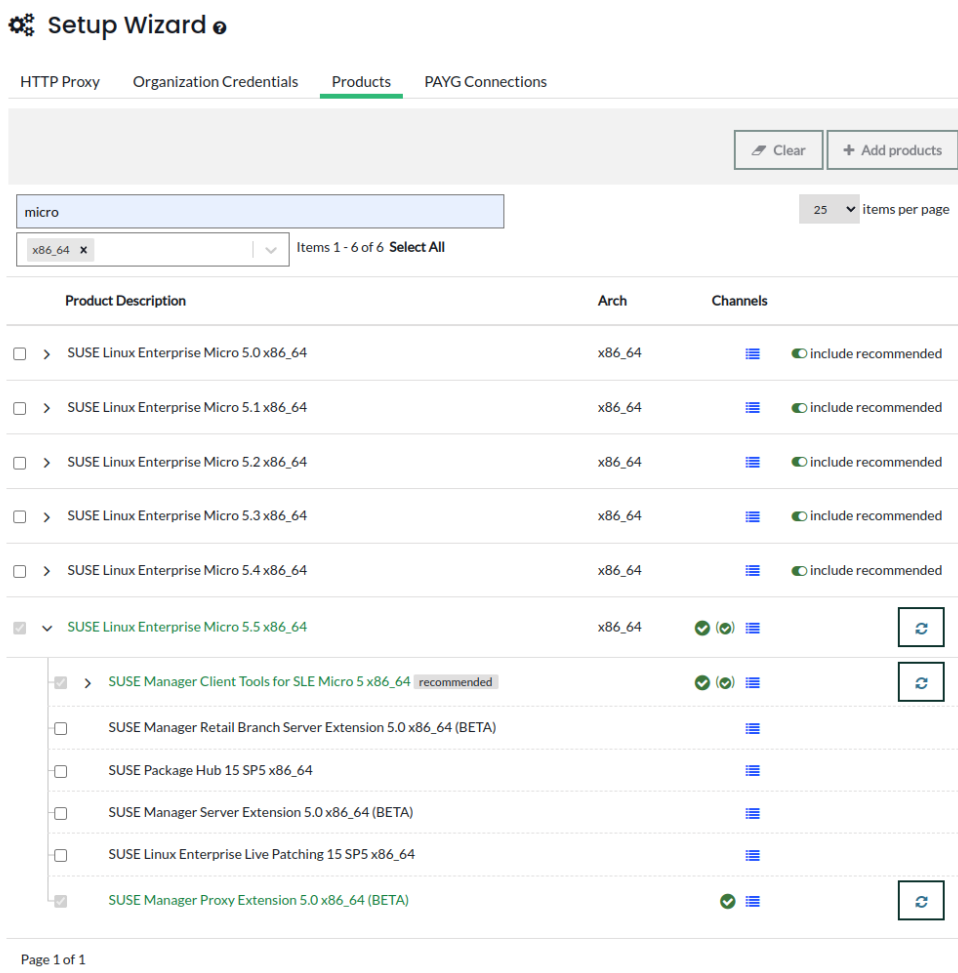 Setup Wizard
HTTP Proxy Organization Credentials Products PAYG Connections
Clear + Add products
micro
25 items per page
x86_64 x Items 1 - 6 of 6 Select All
Product Description Arch Channels
SUSE Linux Enterprise Micro 5.0 x86_64 x86_64 include recommended
SUSE Linux Enterprise Micro 5.1 x86_64 x86_64 include recommended
SUSE Linux Enterprise Micro 5.2 x86_64 x86_64 include recommended
SUSE Linux Enterprise Micro 5.3 x86_64 x86_64 include recommended
SUSE Linux Enterprise Micro 5.4 x86_64 x86_64 include recommended
SUSE Linux Enterprise Micro 5.5 x86_64 x86_64
SUSE Manager Client Tools for SLE Micro 5 x86_64 recommended
SUSE Manager Retail Branch Server Extension 5.0 x86_64 (BETA)
SUSE Package Hub 15 SP5 x86_64
SUSE Manager Server Extension 5.0 x86_64 (BETA)
SUSE Linux Enterprise Live Patching 15 SP5 x86_64
SUSE Manager Proxy Extension 5.0 x86_64 (BETA)
Page 1 of 1